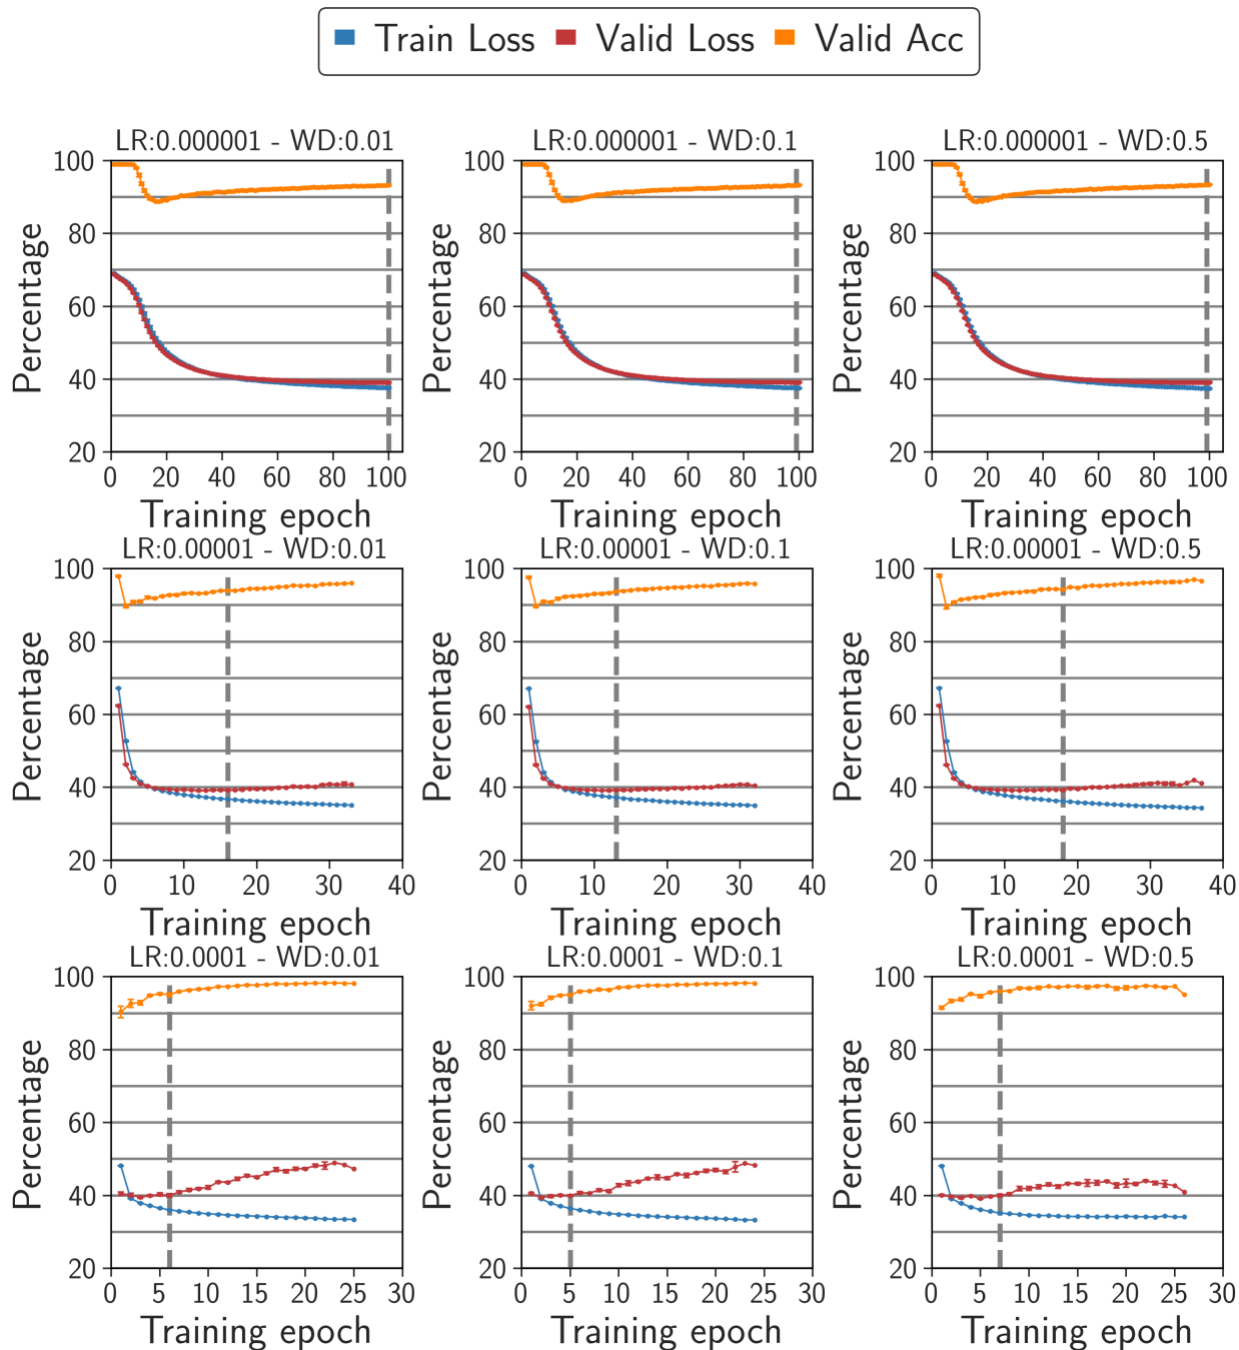 Train Loss Valid Loss Valid Acc
LR:0.000001 - WD:0.01 LR:0.000001 - WD:0.1 LR:0.000001 - WD:0.5
100 100 100
80 80 80
60 60 60
40 40 40
20 20 20
Percentage Percentage Percentage
0 20 40 60 80 100 0 20 40 60 80 100 0 20 40 60 80 100
Training epoch Training epoch Training epoch
LR:0.00001 - WD:0.01 LR:0.00001 - WD:0.1 LR:0.00001 - WD:0.5
100 100 100
80 80 80
60 60 60
40 40 40
20 20 20
Percentage Percentage Percentage
0 10 20 30 40 0 10 20 30 40 0 10 20 30 40
Training epoch Training epoch Training epoch
LR:0.0001 - WD:0.01 LR:0.0001 - WD:0.1 LR:0.0001 - WD:0.5
100 100 100
80 80 80
60 60 60
40 40 40
20 20 20
Percentage Percentage Percentage
0 5 10 15 20 25 30 0 5 10 15 20 25 30 0 5 10 15 20 25 30
Training epoch Training epoch Training epoch